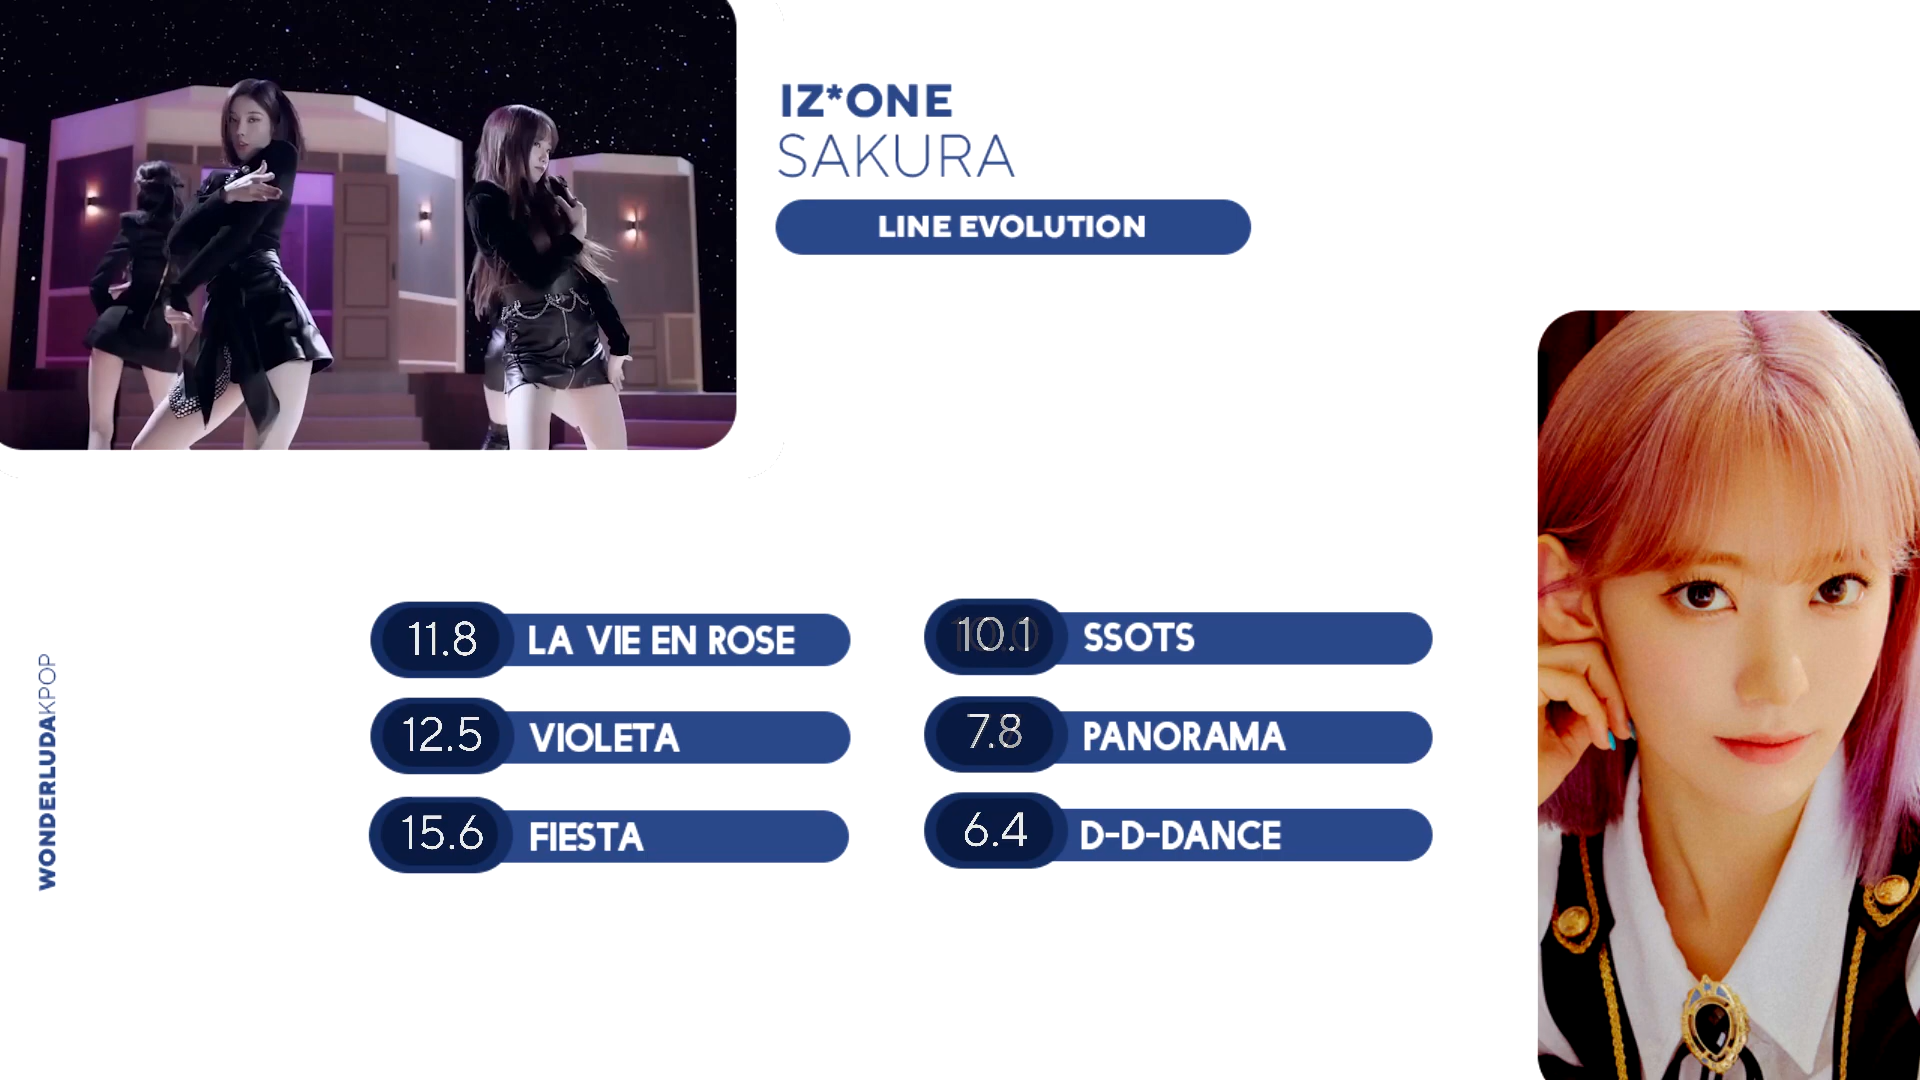 IZ*ONE
SAKURA
LINE EVOLUTION
11.8 LA VIE EN ROSE
12.5 VIOLETA
15.6 FIESTA
10.1 SSOTS
7.8 PANORAMA
6.4 D-D-DANCE
WONDERLUDAKPOP